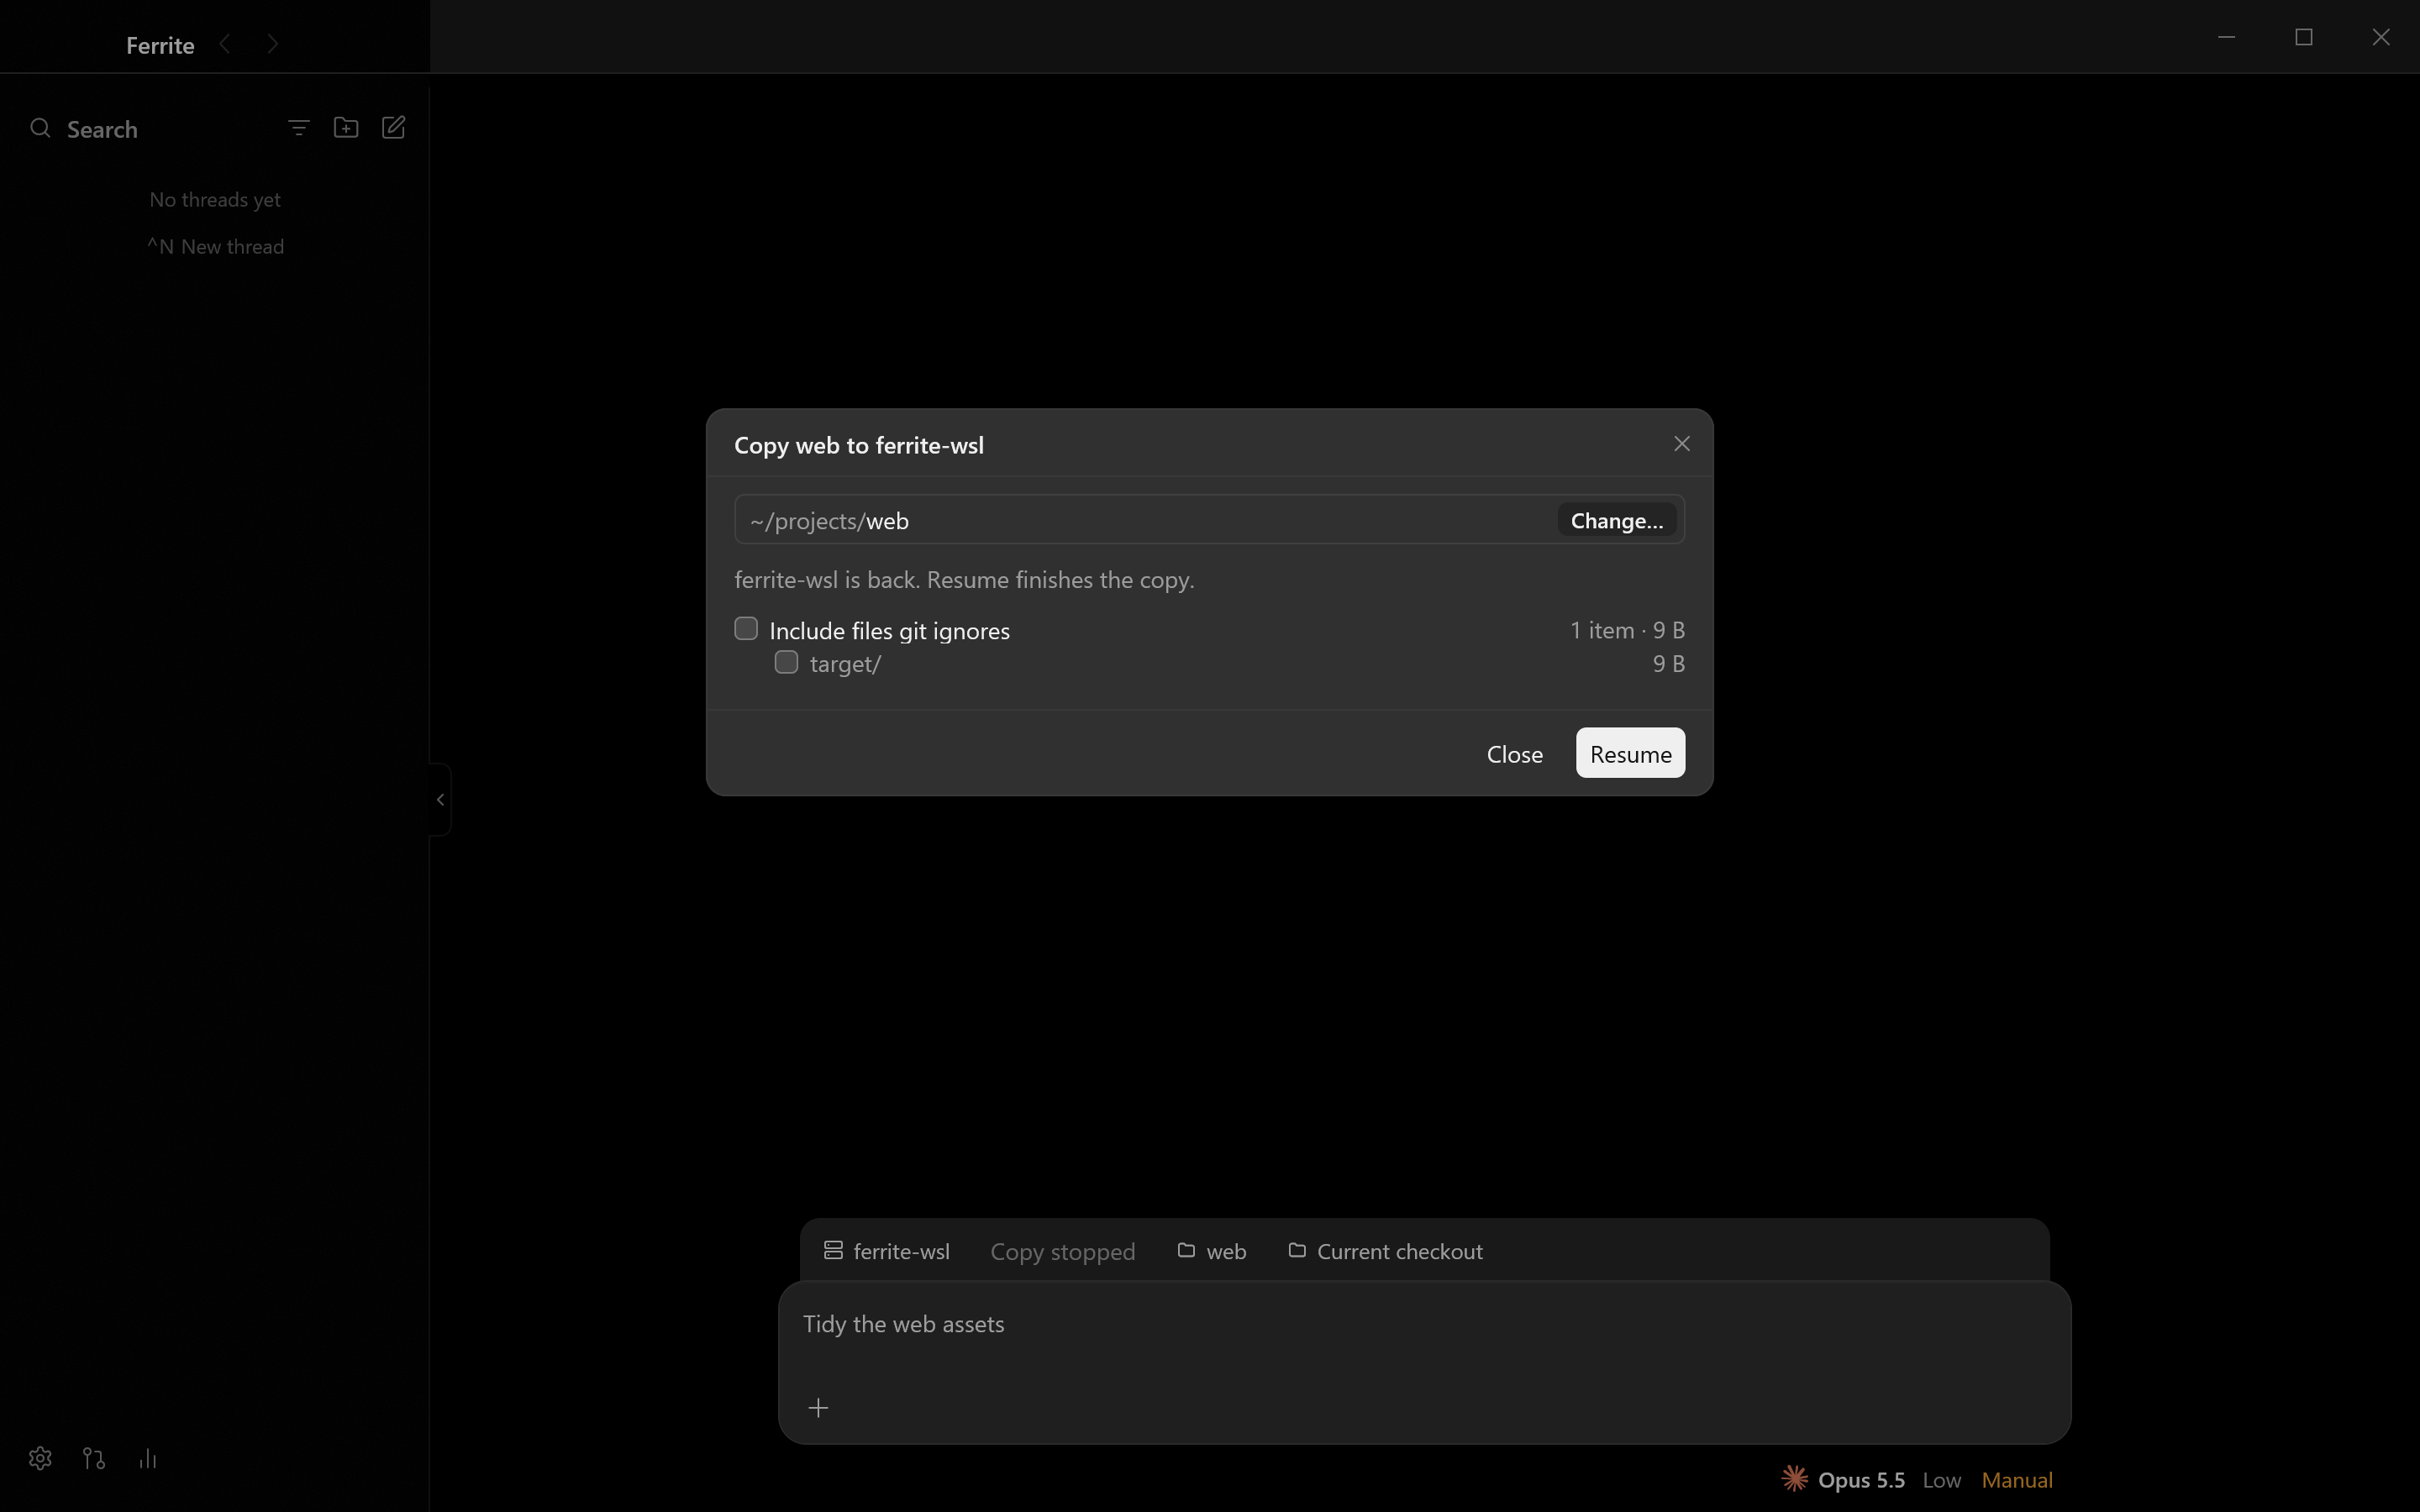 Ferrite
Search
No threads yet
^N New thread
Copy web to ferrite-wsl
~/projects/web
Change...
ferrite-wsl is back. Resume finishes the copy.
Include files git ignores
1 item · 9 B
target/
9 B
Close
Resume
ferrite-wsl
Copy stopped
web
Current checkout
Tidy the web assets
Opus 5.5
Low
Manual